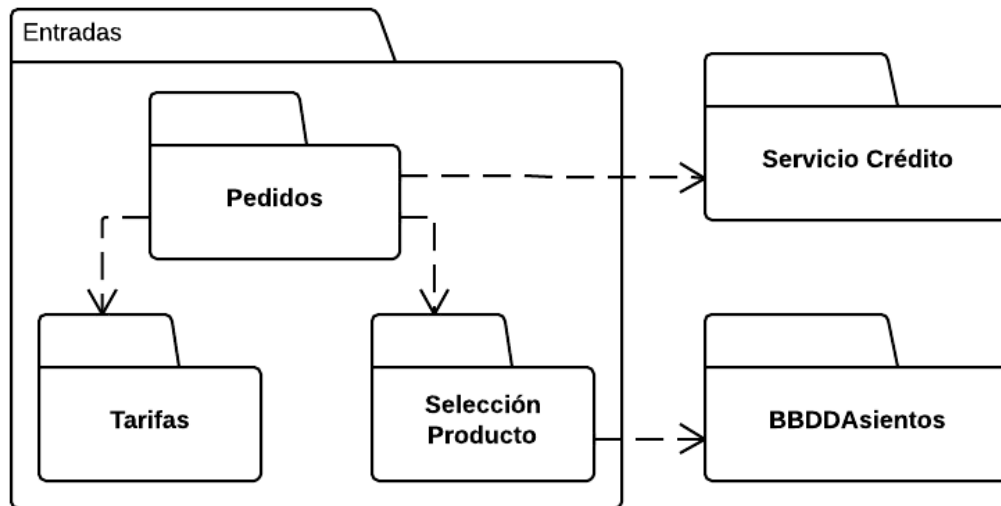 Entradas
Servicio Crédito
Pedidos
Tarifas
Selección
Producto
BBDDAsientos